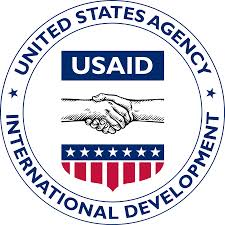 UNITED STATES AGENCY
USAID
INTERNATIONAL DEVELOPMENT